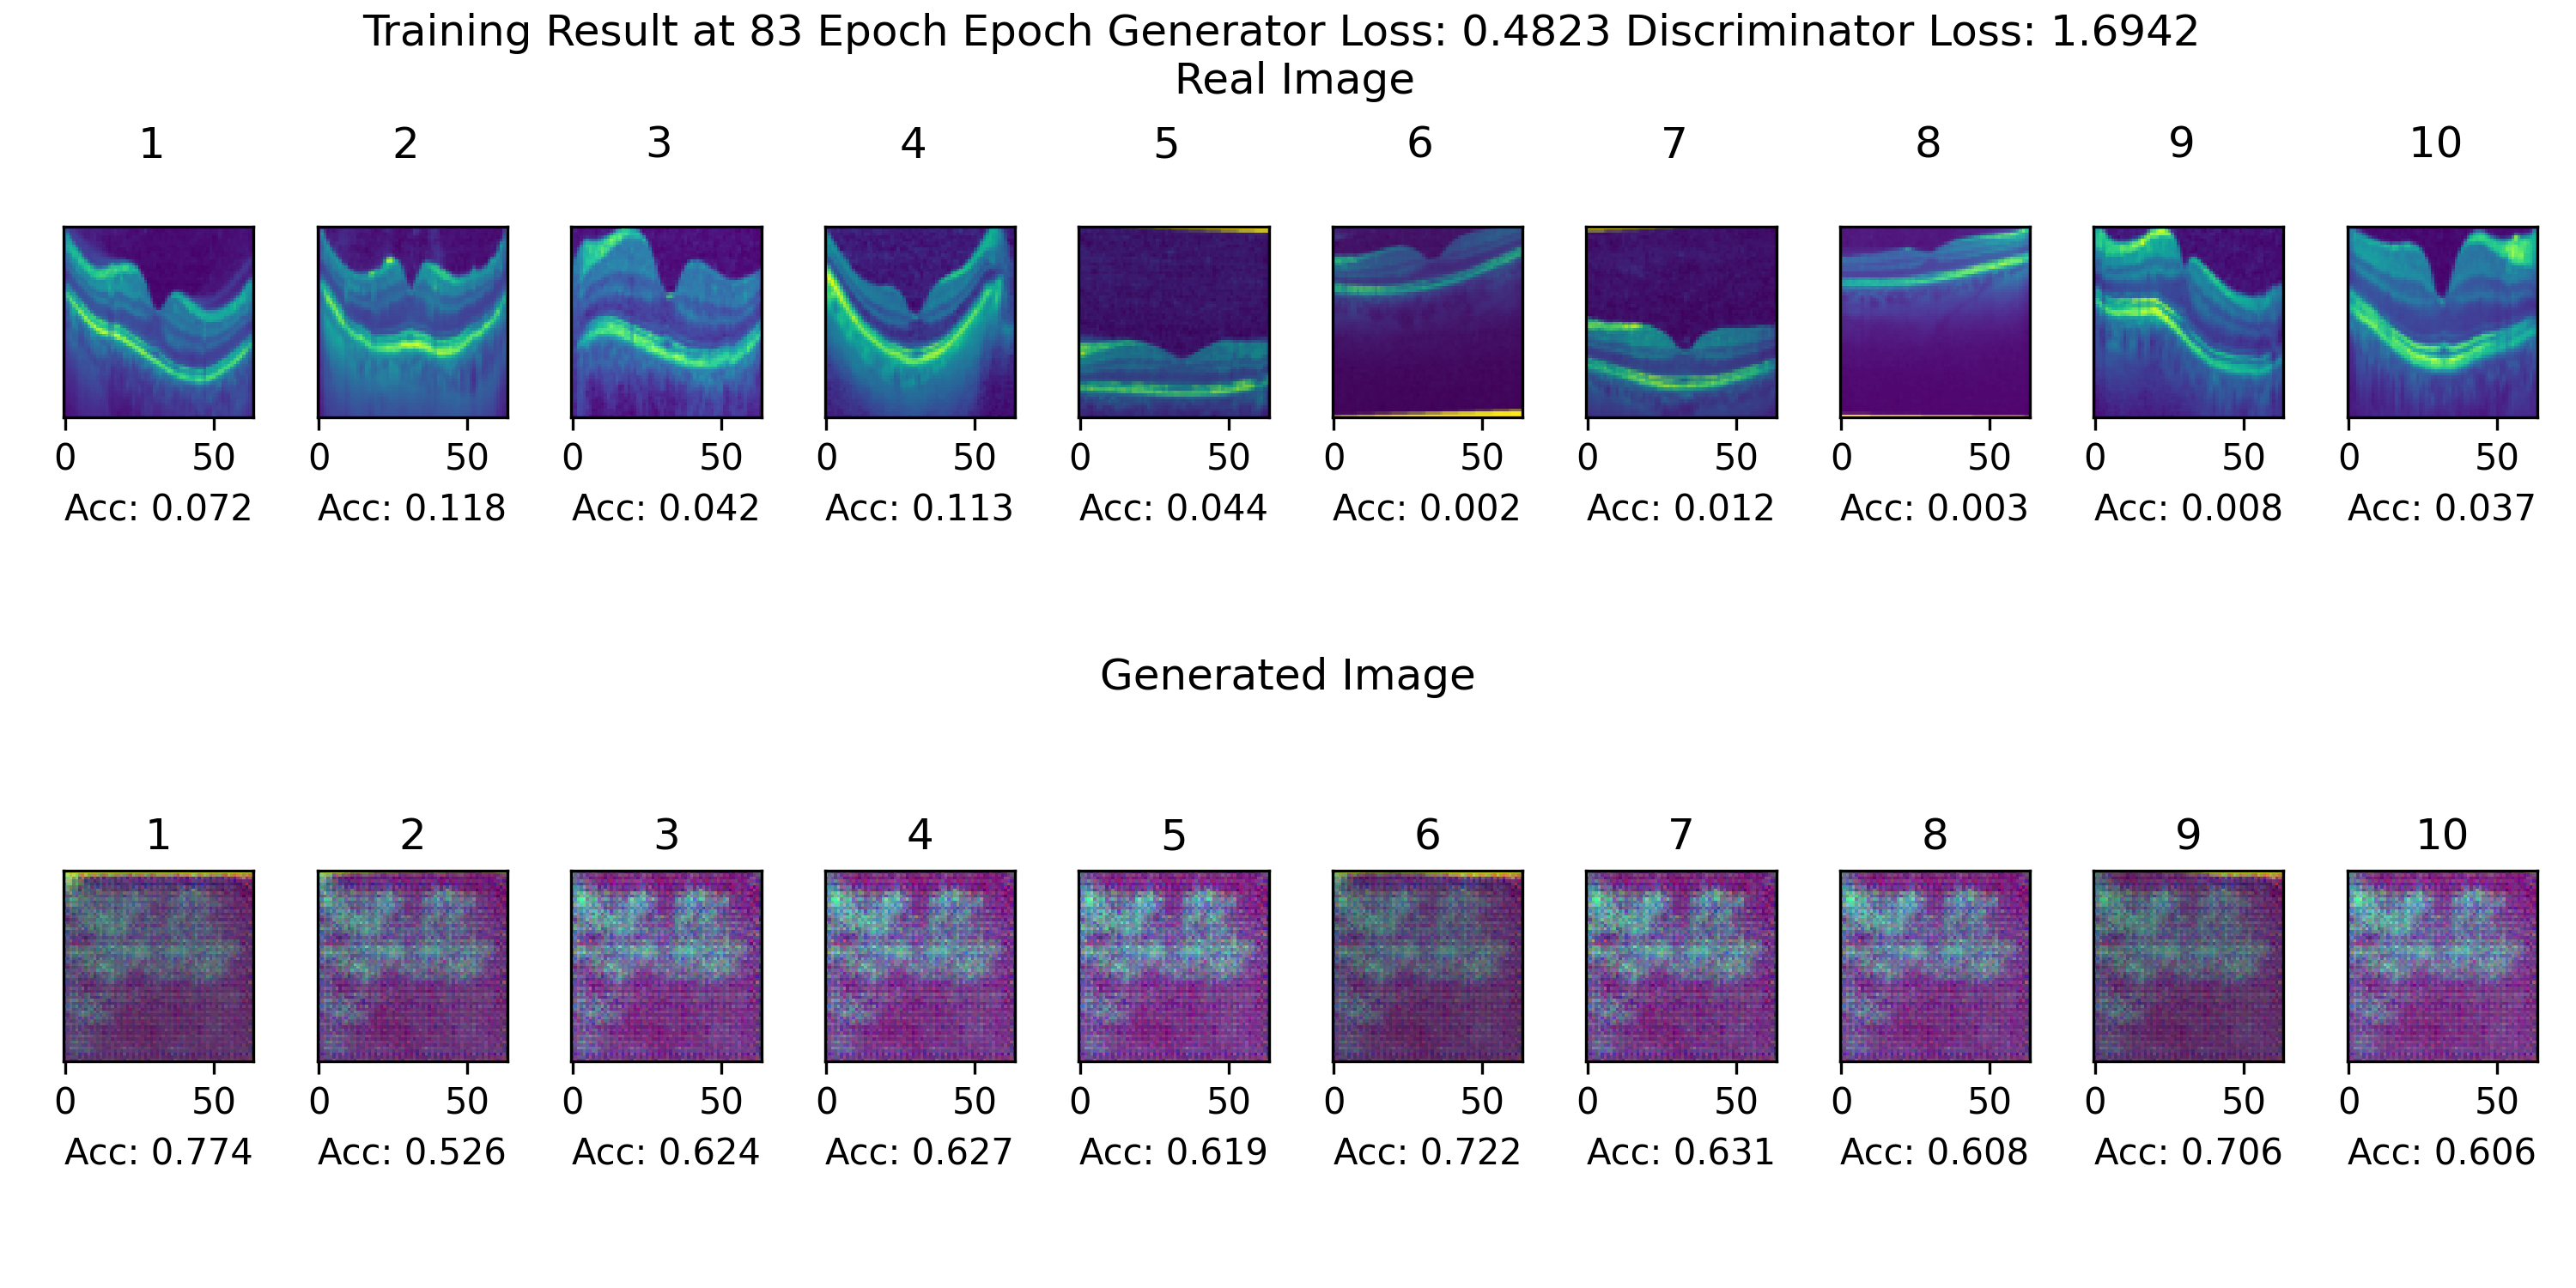 Training Result at 83 Epoch Epoch Generator Loss: 0.4823 Discriminator Loss: 1.6942
Real Image
1 2 3 4 5 6 7 8 9 10
0 50 0 50 0 50 0 50 0 50 0 50 0 50 0 50 0 50 0 50
Acc: 0.072 Acc: 0.118 Acc: 0.042 Acc: 0.113 Acc: 0.044 Acc: 0.002 Acc: 0.012 Acc: 0.003 Acc: 0.008 Acc: 0.037
Generated Image
1 2 3 4 5 6 7 8 9 10
0 50 0 50 0 50 0 50 0 50 0 50 0 50 0 50 0 50 0 50
Acc: 0.774 Acc: 0.526 Acc: 0.624 Acc: 0.627 Acc: 0.619 Acc: 0.722 Acc: 0.631 Acc: 0.608 Acc: 0.706 Acc: 0.606